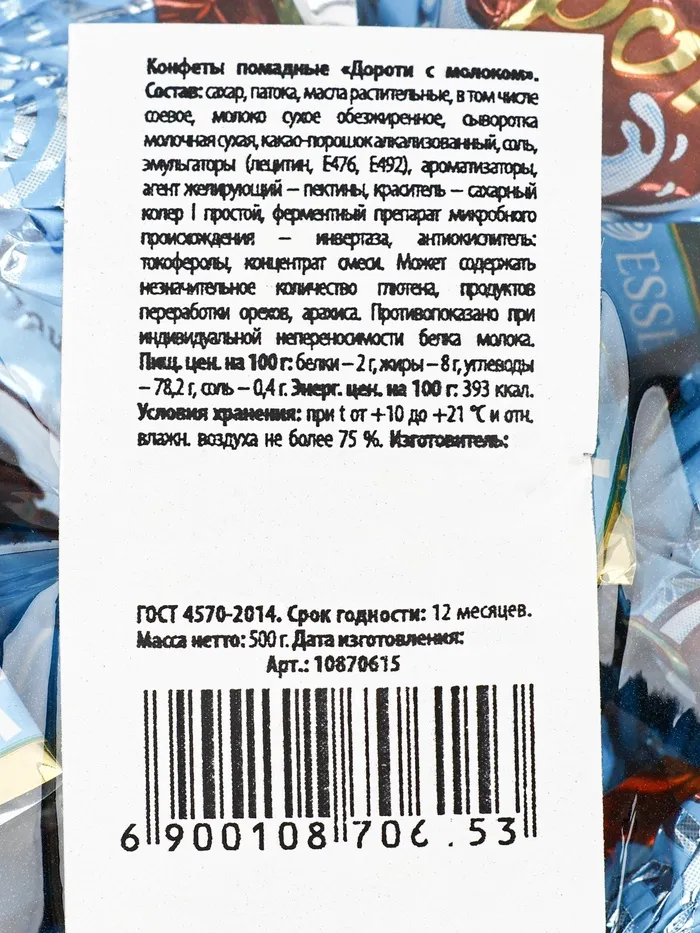 Конфеты помадные «Дороти с молоком».
Состав: сахар, патока, масла растительные, в том числе
соевое, молоко сухое обезжиренное, сыворотка
молочная сухая, какао-порошок алкализованный, соль,
эмульгаторы (лецитин, Е476, Е492), ароматизаторы,
агент желирующий – пектины, краситель – сахарный
колер I простой, ферментный препарат микробного
происхождения – инвертаза, антиокислитель:
токоферолы, концентрат смеси. Может содержать
незначительное количество глютена, продуктов
переработки орехов, арахиса. Противопоказано при
индивидуальной непереносимости белка молока.
Пищ. цен. на 100 г: белки – 2 г, жиры – 8 г, углеводы
– 78,2 г, соль – 0,4 г. Энерг. цен. на 100 г: 393 ккал.
Условия хранения: при t от +10 до +21 °С и отн.
влажн. воздуха не более 75 %. Изготовитель:
ГОСТ 4570-2014. Срок годности: 12 месяцев.
Масса нетто: 500 г. Дата изготовления:
Арт.: 10870615
6 900108 706 53
ESSE